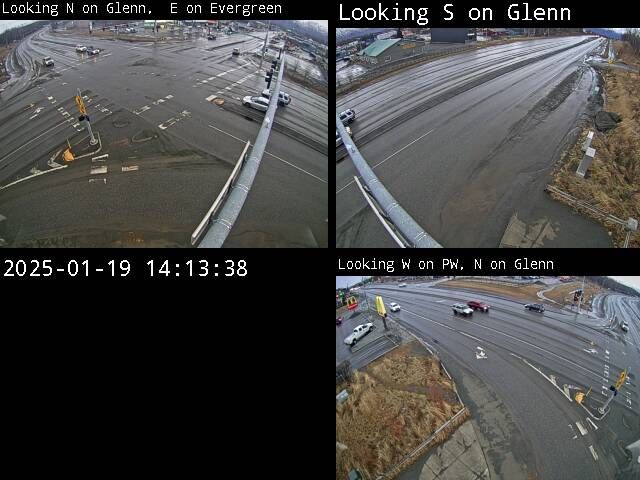 Looking N on Glenn,  E on Evergreen
Looking S on Glenn
2025-01-19 14:13:38
Looking W on PW, N on Glenn